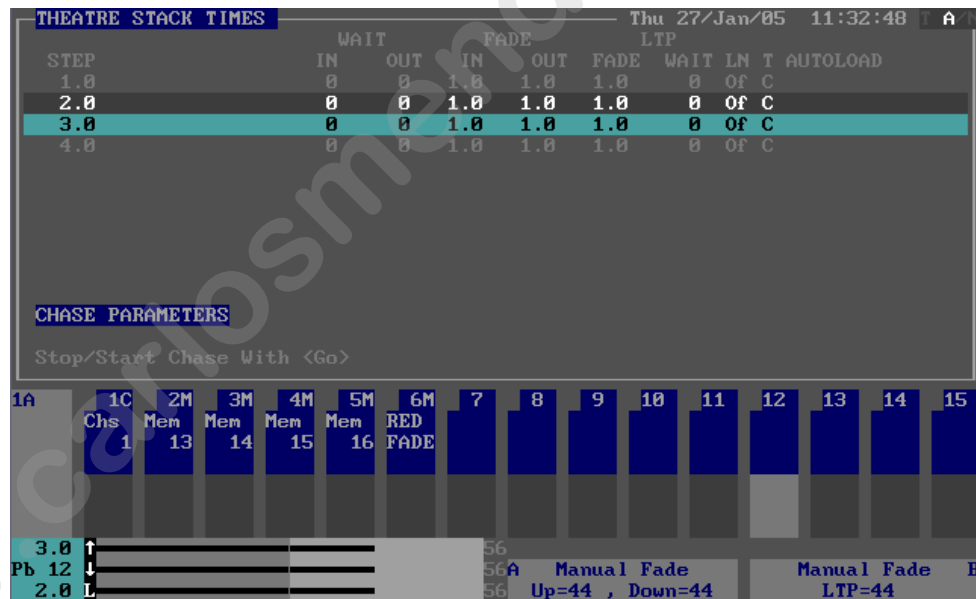 THEATRE STACK TIMES Thu 27/Jan/05 11:32:48 T A/N
WAIT FADE LTP
STEP IN OUT IN OUT FADE WAIT LN T AUTOLOAD
1.0 0 0 1.0 1.0 1.0 0 Of C
2.0 0 0 1.0 1.0 1.0 0 Of C
3.0 0 0 1.0 1.0 1.0 0 Of C
4.0 0 0 1.0 1.0 1.0 0 Of C
CHASE PARAMETERS
Stop/Start Chase With <Go>
1A 1C 2M 3M 4M 5M 6M 7 8 9 10 11 12 13 14 15
Chs Mem Mem Mem Mem RED
1 13 14 15 16 FADE
3.0 ↑ 56
Pb 12 ↓ 56 A Manual Fade Manual Fade
2.0 L 56 Up=44 , Down=44 LTP=44